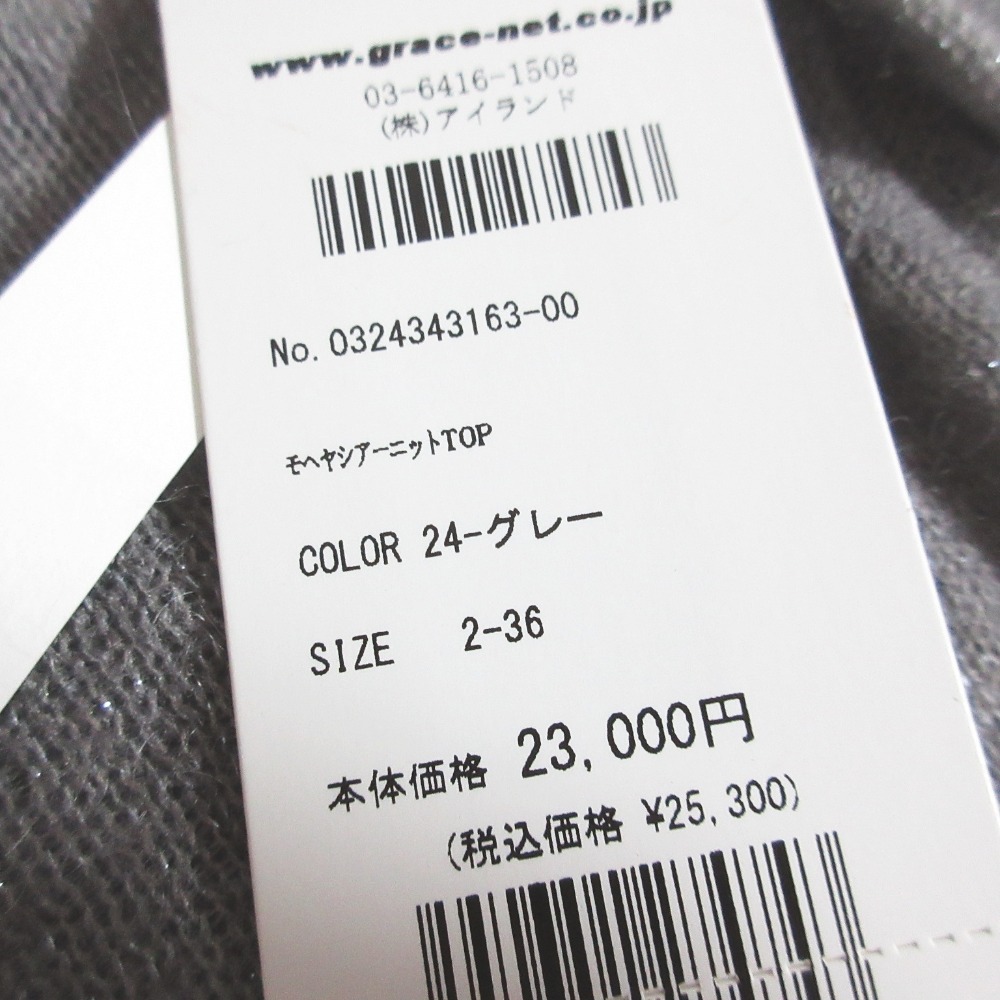 www.grace-net.co.jp
03-6416-1508
(株)アイランド
No. 0324343163-00
モヘヤシアーニットTOP
COLOR 24-グレー
SIZE 2-36
本体価格 23,000円
(税込価格 ¥25,300)